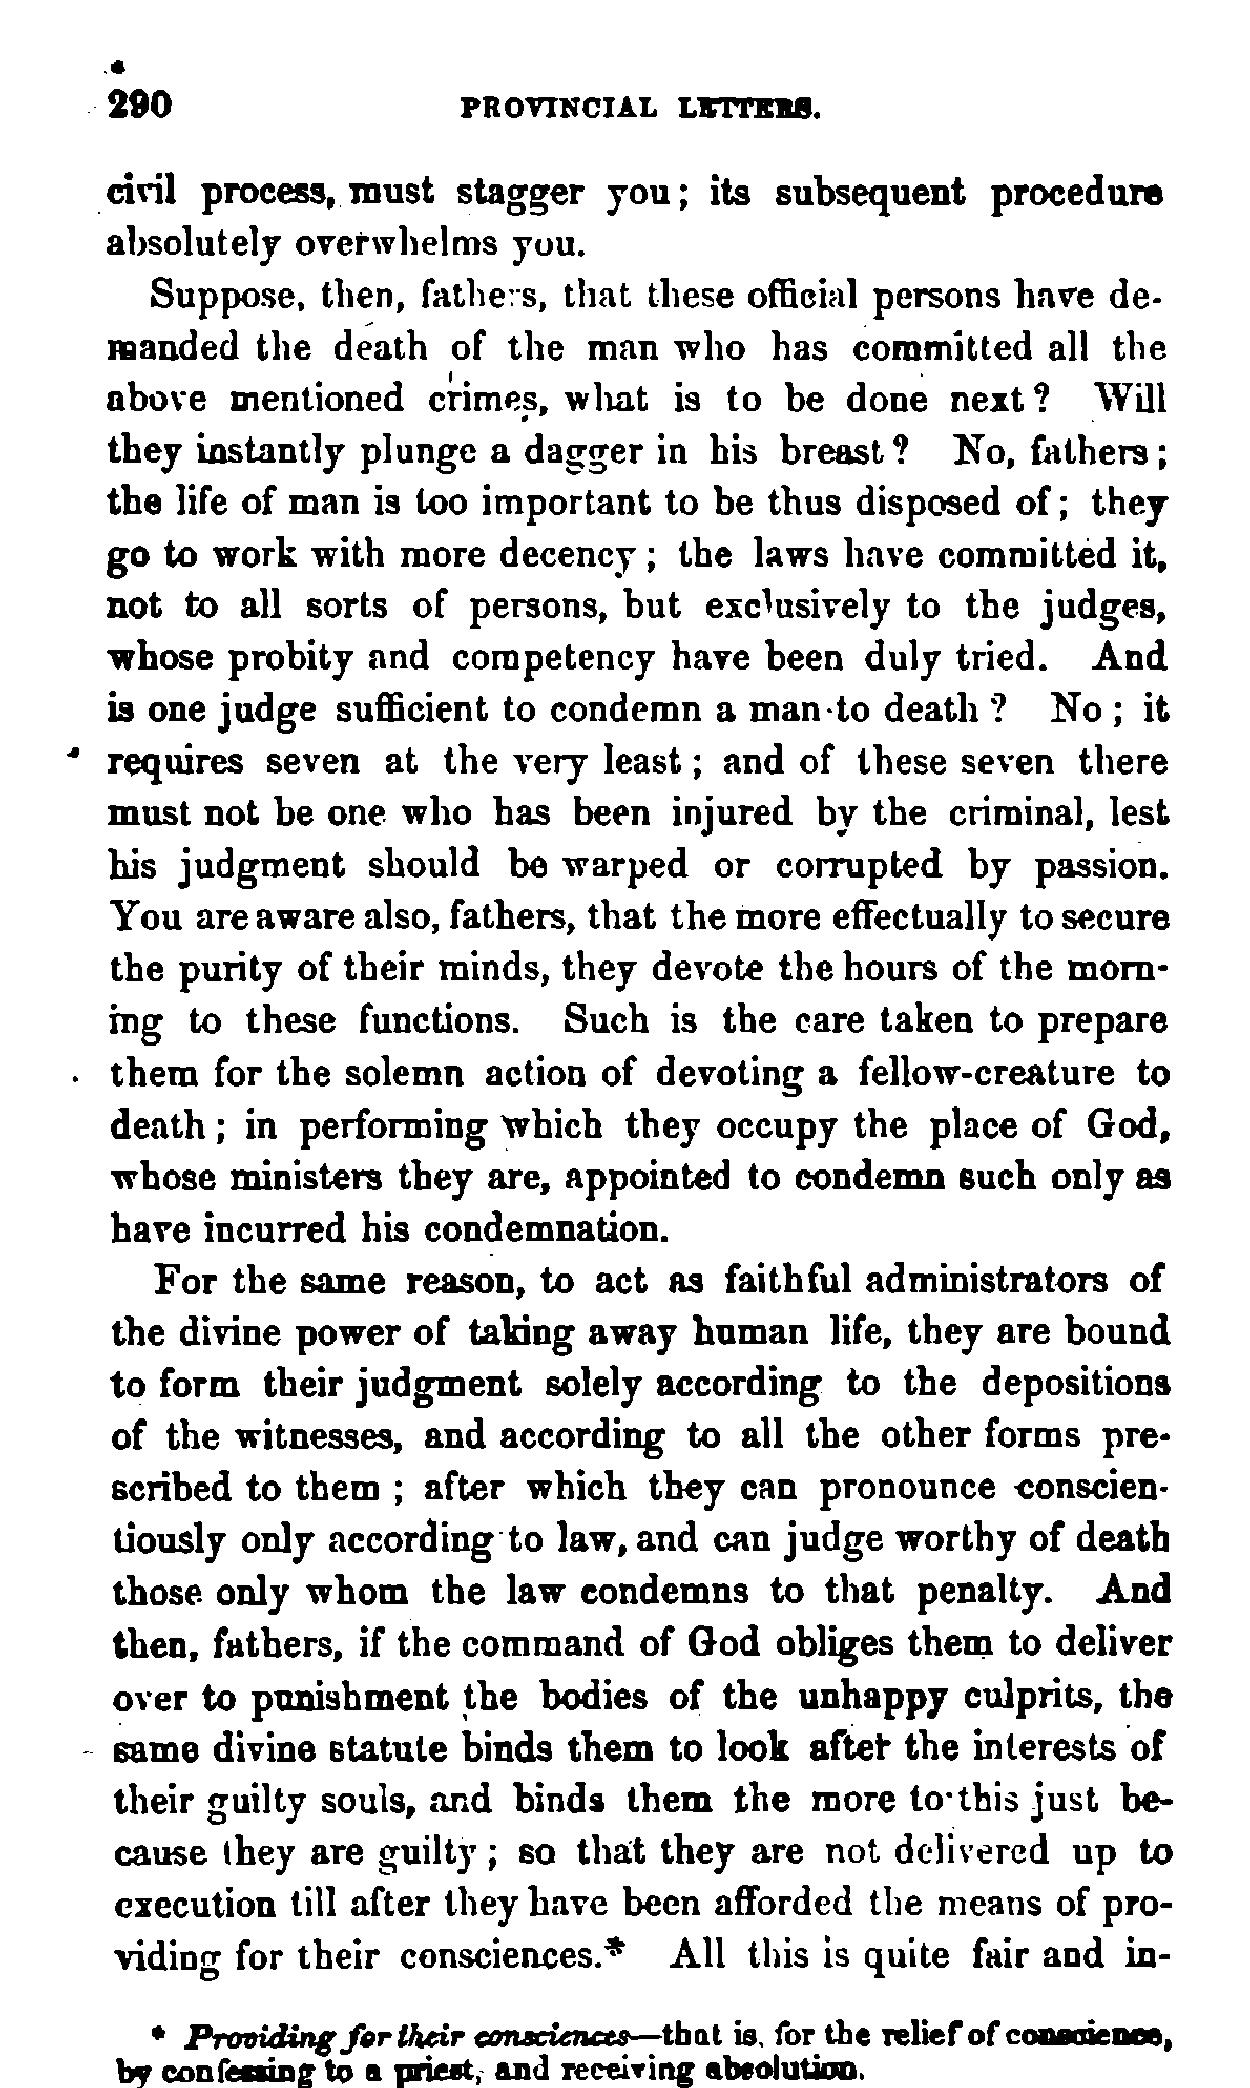 290 PROVINCIAL LETTERS.
civil process, must stagger you; its subsequent procedure
absolutely overwhelms you.
Suppose, then, fathers, that these official persons have de-
manded the death of the man who has committed all the
above mentioned crimes, what is to be done next? Will
they instantly plunge a dagger in his breast? No, fathers;
the life of man is too important to be thus disposed of; they
go to work with more decency; the laws have committed it,
not to all sorts of persons, but exclusively to the judges,
whose probity and competency have been duly tried. And
is one judge sufficient to condemn a man to death? No; it
requires seven at the very least; and of these seven there
must not be one who has been injured by the criminal, lest
his judgment should be warped or corrupted by passion.
You are aware also, fathers, that the more effectually to secure
the purity of their minds, they devote the hours of the morn-
ing to these functions. Such is the care taken to prepare
them for the solemn action of devoting a fellow-creature to
death; in performing which they occupy the place of God,
whose ministers they are, appointed to condemn such only as
have incurred his condemnation.
For the same reason, to act as faithful administrators of
the divine power of taking away human life, they are bound
to form their judgment solely according to the depositions
of the witnesses, and according to all the other forms pre-
scribed to them; after which they can pronounce conscien-
tiously only according to law, and can judge worthy of death
those only whom the law condemns to that penalty. And
then, fathers, if the command of God obliges them to deliver
over to punishment the bodies of the unhappy culprits, the
same divine statute binds them to look after the interests of
their guilty souls, and binds them the more to this just be-
cause they are guilty; so that they are not delivered up to
execution till after they have been afforded the means of pro-
viding for their consciences.* All this is quite fair and in-
* Providing for their consciences—that is, for the relief of conscience,
by confessing to a priest, and receiving absolution.